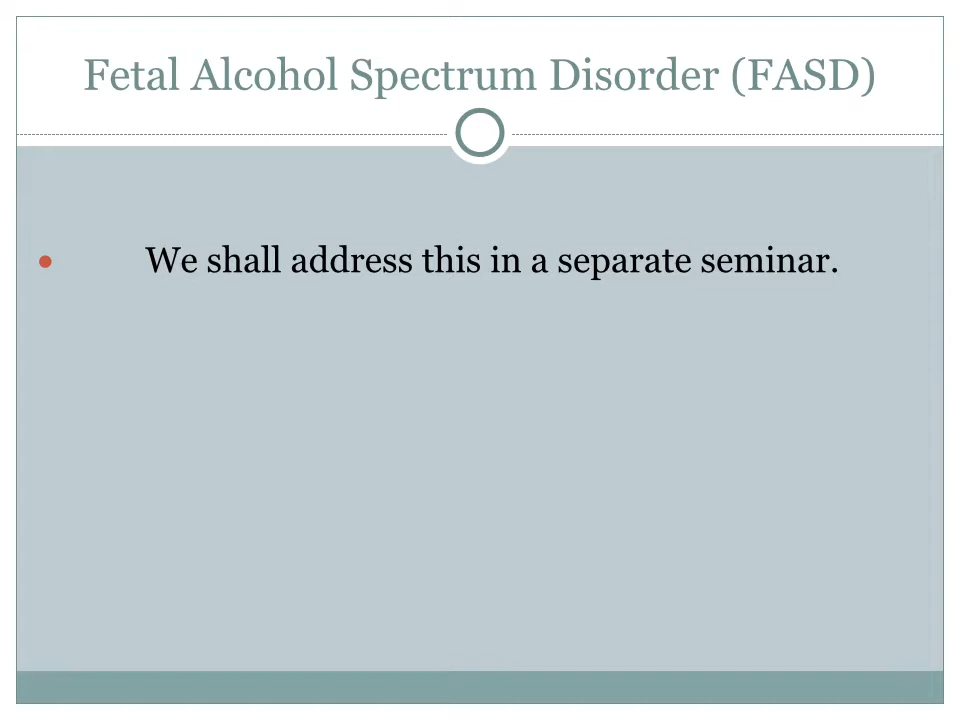 Fetal Alcohol Spectrum Disorder (FASD)
• We shall address this in a separate seminar.